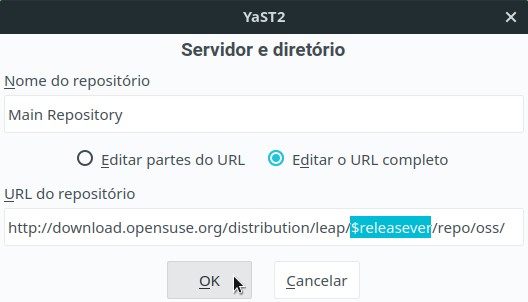 YaST2
Servidor e diretório
Nome do repositório
Main Repository
Editar partes do URL Editar o URL completo
URL do repositório
http://download.opensuse.org/distribution/leap/$releasever/repo/oss/
OK Cancelar